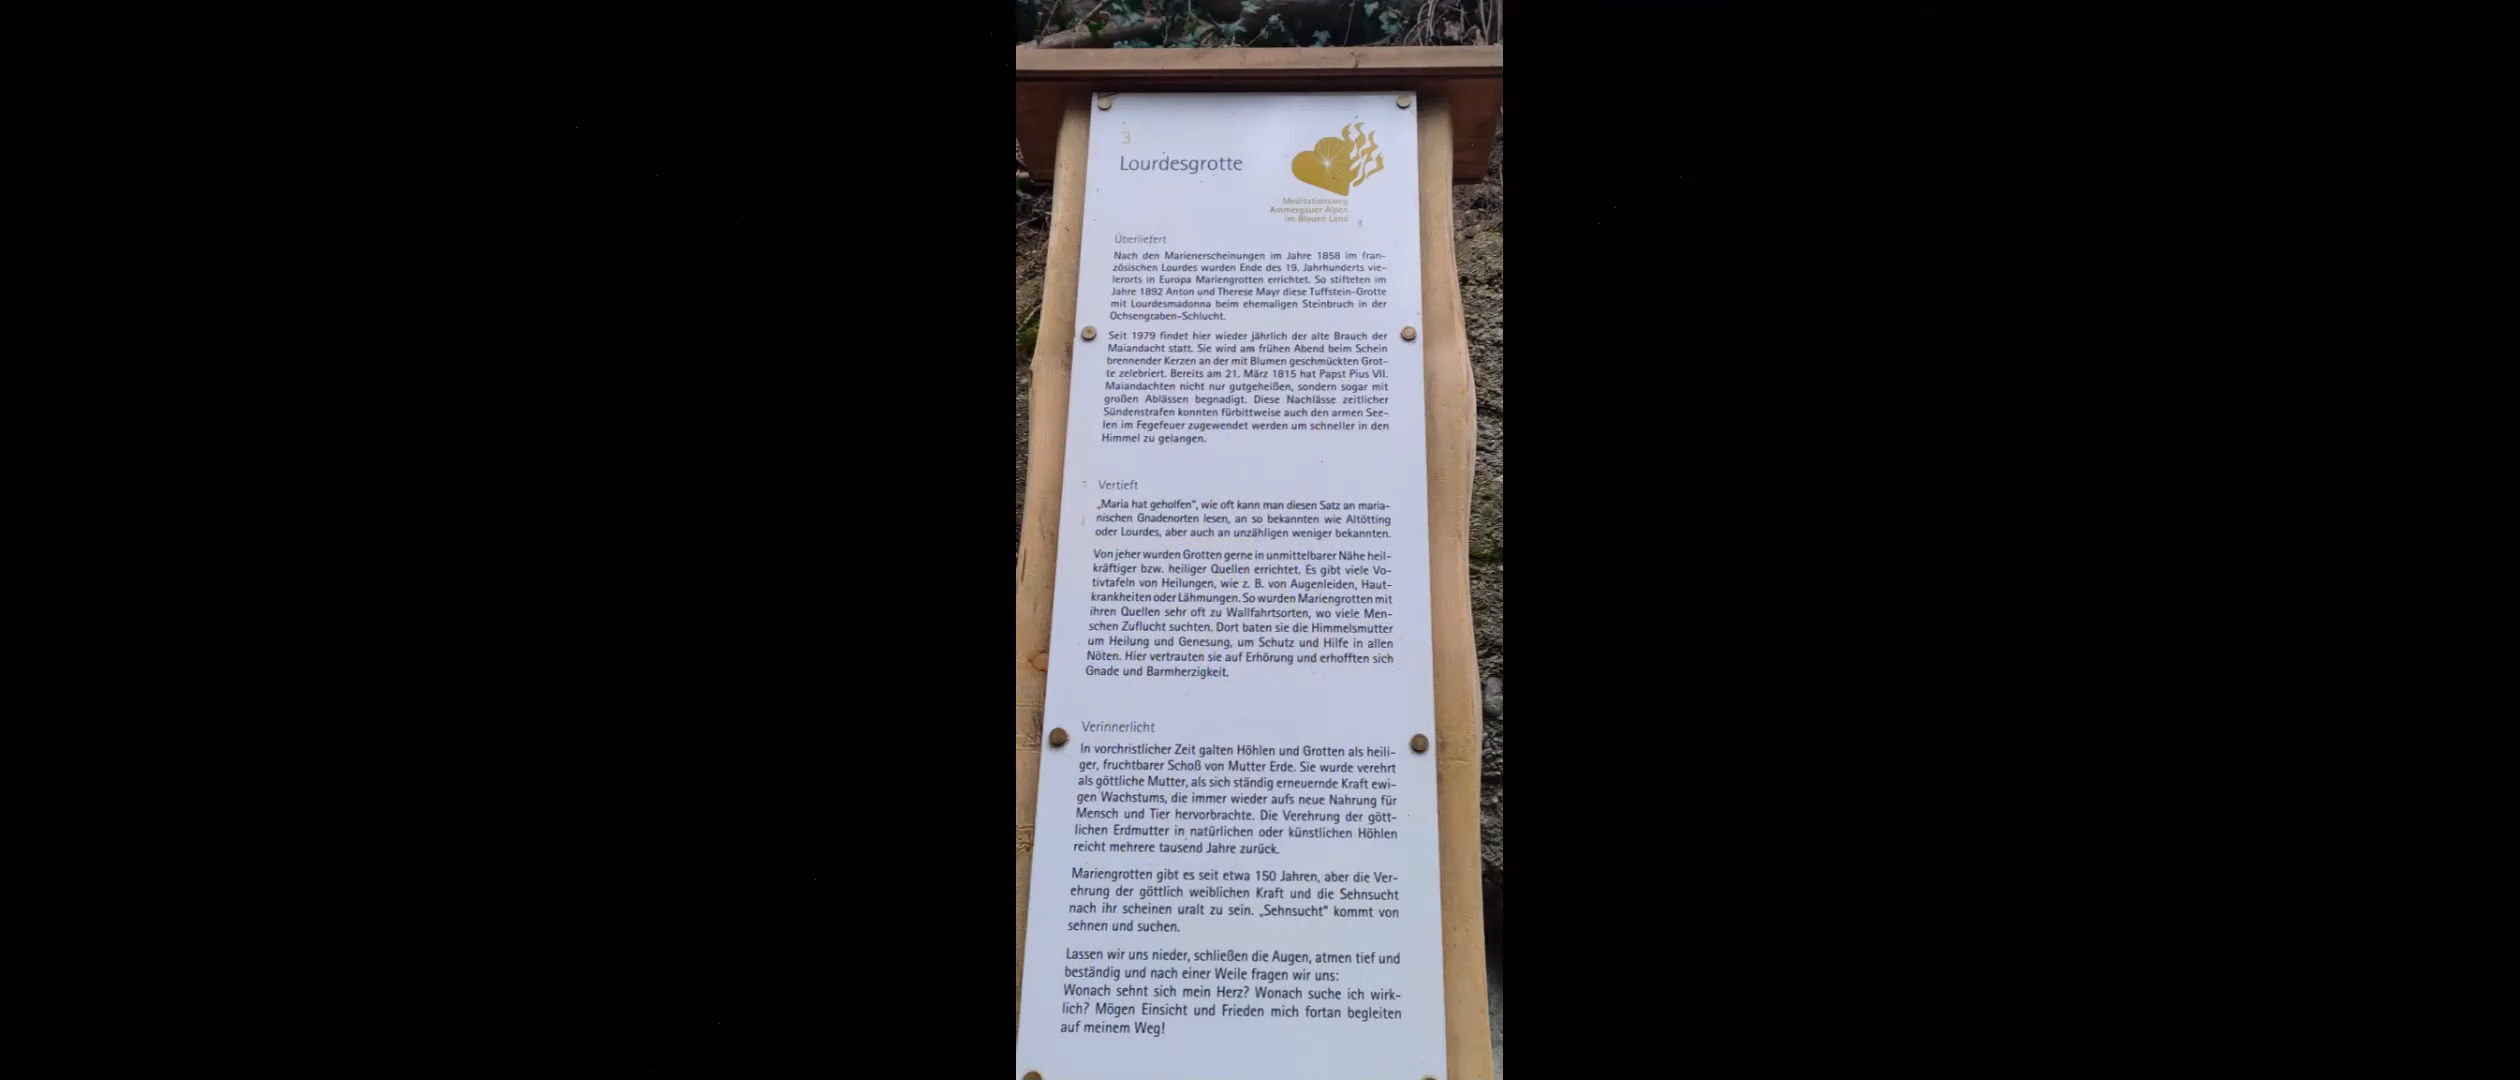 3
Lourdesgrotte
Meditationsweg
Ammergauer Alpen
im Blauen Land
Überliefert
Nach den Marienerscheinungen im Jahre 1858 im fran-
zösischen Lourdes wurden Ende des 19. Jahrhunderts vie-
lerorts in Europa Mariengrotten errichtet. So stifteten im
Jahre 1892 Anton und Therese Mayr diese Tuffstein-Grotte
mit Lourdesmadonna beim ehemaligen Steinbruch in der
Ochsengraben-Schlucht.
Seit 1979 findet hier wieder jährlich der alte Brauch der
Maiandacht statt. Sie wird am frühen Abend beim Schein
brennender Kerzen an der mit Blumen geschmückten Grot-
te zelebriert. Bereits am 21. März 1815 hat Papst Pius VII.
Maiandachten nicht nur gutgeheißen, sondern sogar mit
großen Ablässen begnadigt. Diese Nachlässe zeitlicher
Sündenstrafen konnten fürbittweise auch den armen See-
len im Fegefeuer zugewendet werden um schneller in den
Himmel zu gelangen.
Vertieft
„Maria hat geholfen“, wie oft kann man diesen Satz an maria-
nischen Gnadenorten lesen, an so bekannten wie Altötting
oder Lourdes, aber auch an unzähligen weniger bekannten.
Von jeher wurden Grotten gerne in unmittelbarer Nähe heil-
kräftiger bzw. heiliger Quellen errichtet. Es gibt viele Vo-
tivtafeln von Heilungen, wie z. B. von Augenleiden, Haut-
krankheiten oder Lähmungen. So wurden Mariengrotten mit
ihren Quellen sehr oft zu Wallfahrtsorten, wo viele Men-
schen Zuflucht suchten. Dort baten sie die Himmelsmutter
um Heilung und Genesung, um Schutz und Hilfe in allen
Nöten. Hier vertrauten sie auf Erhörung und erhofften sich
Gnade und Barmherzigkeit.
Verinnerlicht
In vorchristlicher Zeit galten Höhlen und Grotten als heili-
ger, fruchtbarer Schoß von Mutter Erde. Sie wurde verehrt
als göttliche Mutter, als sich ständig erneuernde Kraft ewi-
gen Wachstums, die immer wieder aufs neue Nahrung für
Mensch und Tier hervorbrachte. Die Verehrung der gött-
lichen Erdmutter in natürlichen oder künstlichen Höhlen
reicht mehrere tausend Jahre zurück.
Mariengrotten gibt es seit etwa 150 Jahren, aber die Ver-
ehrung der göttlich weiblichen Kraft und die Sehnsucht
nach ihr scheinen uralt zu sein. „Sehnsucht“ kommt von
sehnen und suchen.
Lassen wir uns nieder, schließen die Augen, atmen tief und
beständig und nach einer Weile fragen wir uns:
Wonach sehnt sich mein Herz? Wonach suche ich wirk-
lich? Mögen Einsicht und Frieden mich fortan begleiten
auf meinem Weg!